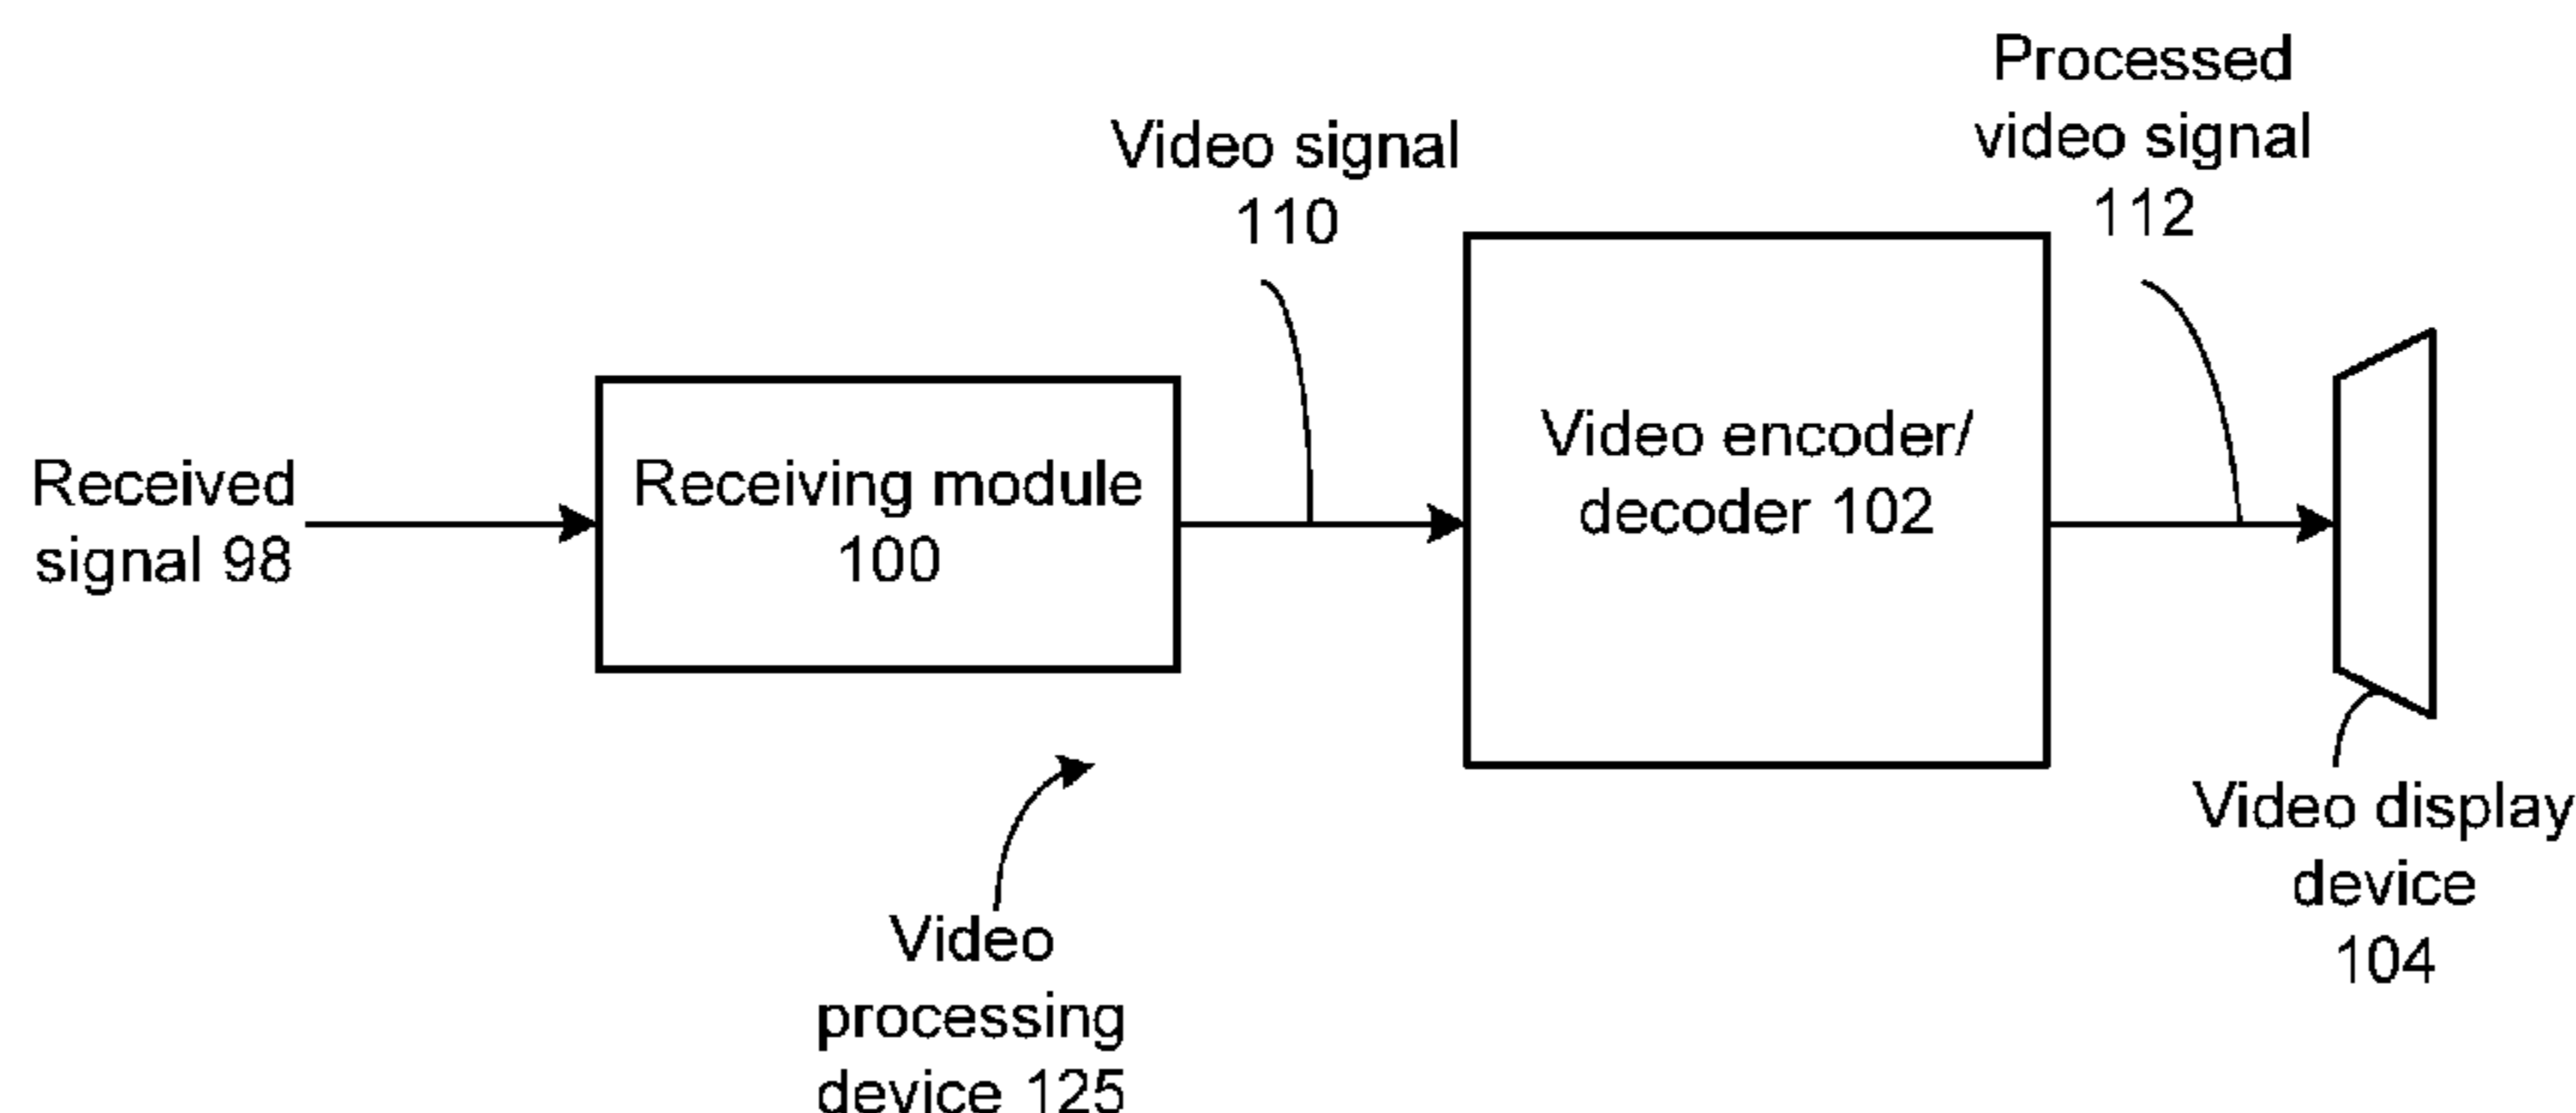 Received
signal 98
Receiving module
100
Video signal
110
Video encoder/
decoder 102
Processed
video signal
112
Video display
device
104
Video
processing
device 125